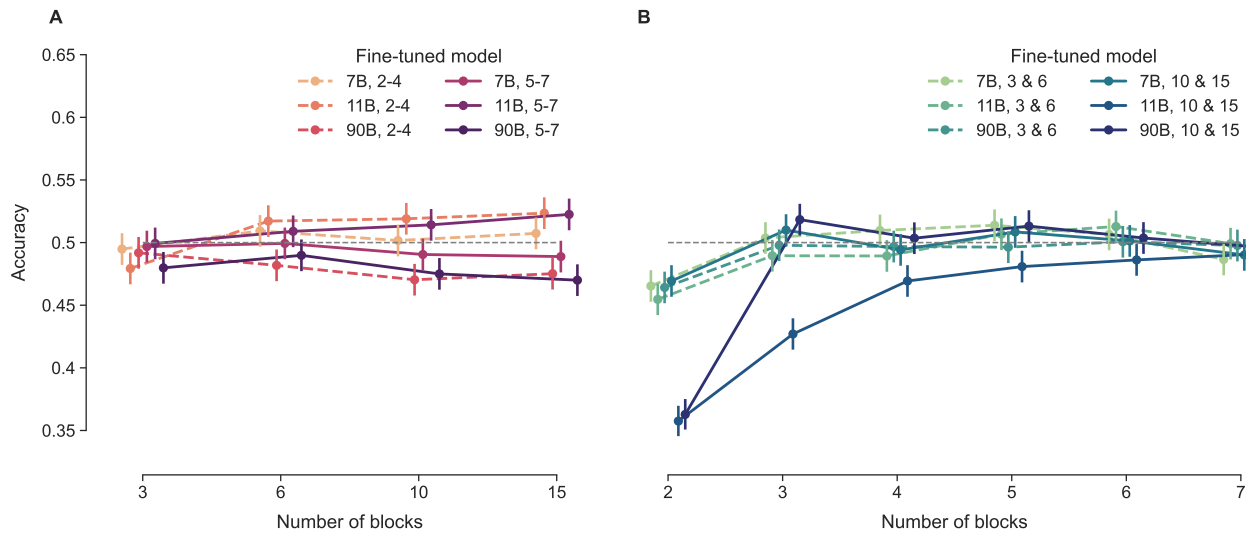 A
B
Fine-tuned model
7B, 2-4
7B, 5-7
11B, 2-4
11B, 5-7
90B, 2-4
90B, 5-7
Fine-tuned model
7B, 3 & 6
7B, 10 & 15
11B, 3 & 6
11B, 10 & 15
90B, 3 & 6
90B, 10 & 15
Accuracy
0.65
0.6
0.55
0.5
0.45
0.4
0.35
3 6 10 15
Number of blocks
2 3 4 5 6 7
Number of blocks